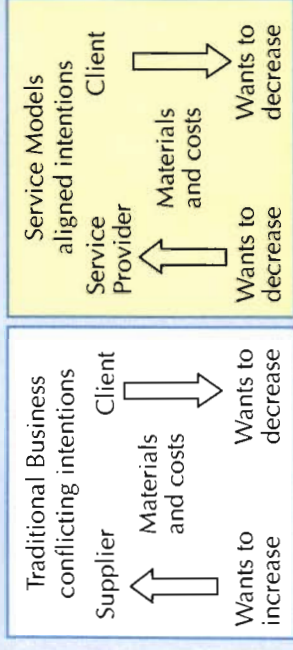 Traditional Business
conflicting intentions
Supplier
Client
Materials
and costs
Wants to
increase
Wants to
decrease
Service Models
aligned intentions
Service
Provider
Client
Materials
and costs
Wants to
decrease
Wants to
decrease